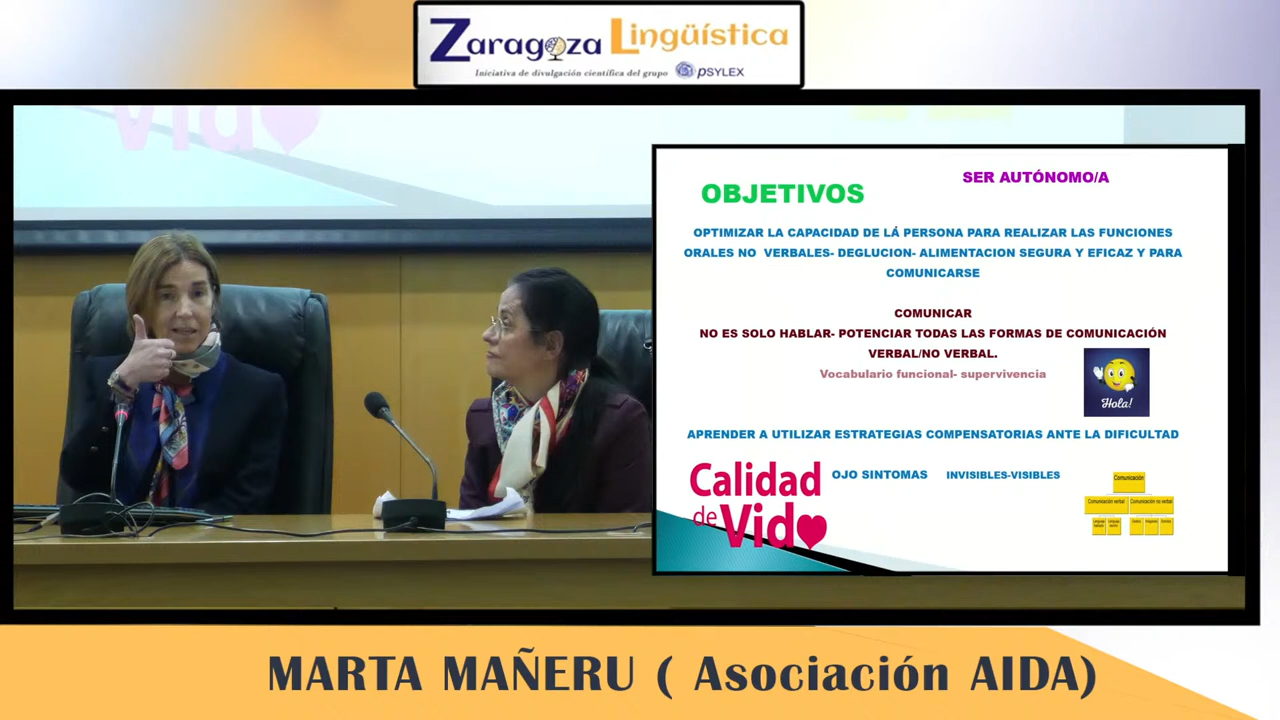 Zaragoza Lingüística
Iniciativa de divulgación científica del grupo PSYLEX
Vida
SER AUTÓNOMO/A
OBJETIVOS
OPTIMIZAR LA CAPACIDAD DE LÁ PERSONA PARA REALIZAR LAS FUNCIONES
ORALES NO VERBALES- DEGLUCION- ALIMENTACION SEGURA Y EFICAZ Y PARA
COMUNICARSE
COMUNICAR
NO ES SOLO HABLAR- POTENCIAR TODAS LAS FORMAS DE COMUNICACIÓN
VERBAL/NO VERBAL.
Vocabulario funcional- supervivencia
Hola!
APRENDER A UTILIZAR ESTRATEGIAS COMPENSATORIAS ANTE LA DIFICULTAD
Calidad
de Vida
OJO SINTOMAS INVISIBLES-VISIBLES
Comunicación
Comunicación verbal Comunicación no verbal
MARTA MAÑERU ( Asociación AIDA)